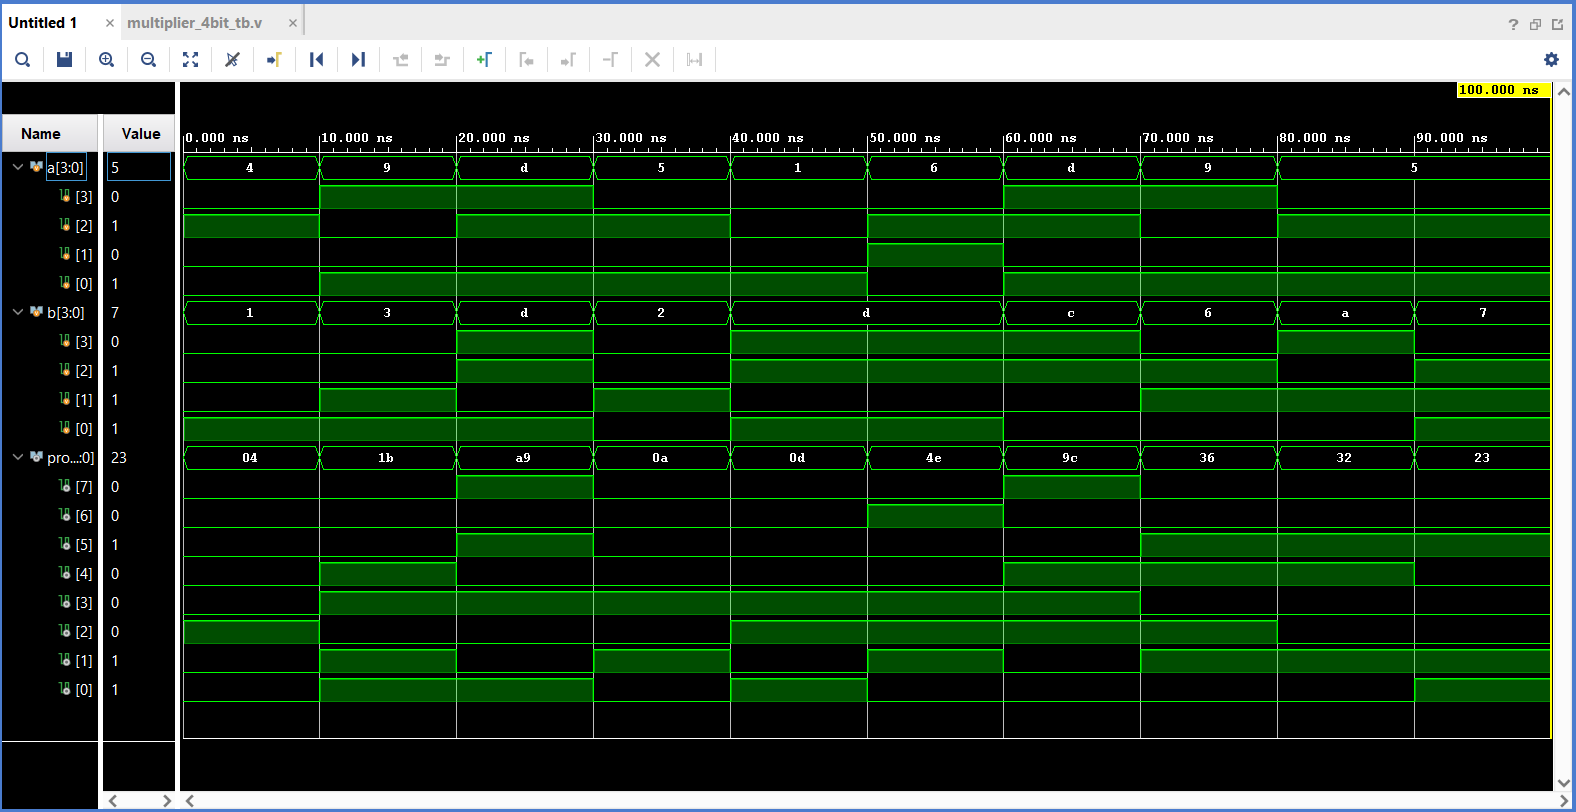 Untitled 1 × multiplier_4bit_tb.v ×
?
100.000 ns
Name Value
0.000 ns 10.000 ns 20.000 ns 30.000 ns 40.000 ns 50.000 ns 60.000 ns 70.000 ns 80.000 ns 90.000 ns
a[3:0] 5 4 9 d 5 1 6 d 9 5
[3] 0
[2] 1
[1] 0
[0] 1
b[3:0] 7 1 3 d 2 d c 6 a 7
[3] 0
[2] 1
[1] 1
[0] 1
pro...:0] 23 04 1b a9 0a 0d 4e 9c 36 32 23
[7] 0
[6] 0
[5] 1
[4] 0
[3] 0
[2] 0
[1] 1
[0] 1